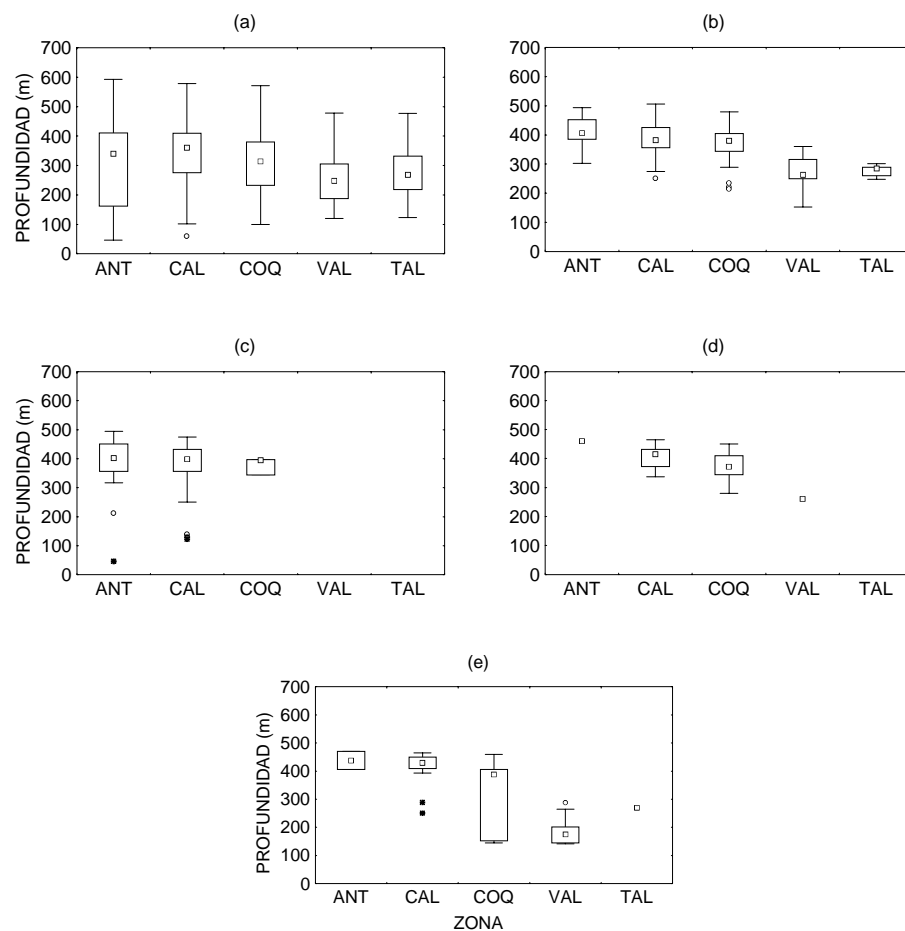 (a)
PROFUNDIDAD (m)
700
600
500
400
300
200
100
0
ANT CAL COQ VAL TAL
(b)
700
600
500
400
300
200
100
0
ANT CAL COQ VAL TAL
(c)
PROFUNDIDAD (m)
700
600
500
400
300
200
100
0
ANT CAL COQ VAL TAL
(d)
700
600
500
400
300
200
100
0
ANT CAL COQ VAL TAL
(e)
PROFUNDIDAD (m)
700
600
500
400
300
200
100
0
ANT CAL COQ VAL TAL
ZONA